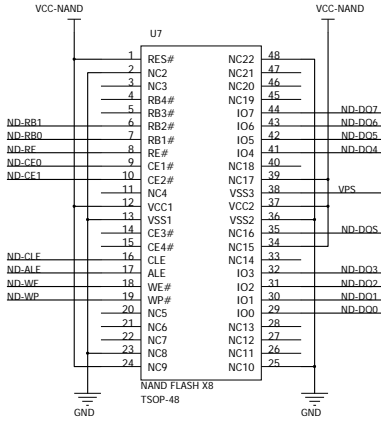 VCC-NAND VCC-NAND
U7
1 RES# NC22 48
2 NC2 NC21 47
3 NC3 NC20 46
4 RB4# NC19 45
5 RB3# IO7 44 ND-DQ7
ND-RB1 6 RB2# IO6 43 ND-DQ6
ND-RB0 7 RB1# IO5 42 ND-DQ5
ND-RE 8 RE# IO4 41 ND-DQ4
ND-CE0 9 CE1# NC18 40
ND-CE1 10 CE2# NC17 39
11 NC4 VSS3 38 VPS
12 VCC1 VCC2 37
13 VSS1 VSS2 36
14 CE3# NC16 35 ND-DQS
15 CE4# NC15 34
ND-CLE 16 CLE NC14 33
ND-ALE 17 ALE IO3 32 ND-DQ3
ND-WE 18 WE# IO2 31 ND-DQ2
ND-WP 19 WP# IO1 30 ND-DQ1
20 NC5 IO0 29 ND-DQ0
21 NC6 NC13 28
22 NC7 NC12 27
23 NC8 NC11 26
24 NC9 NC10 25
NAND FLASH X8
TSOP-48
GND GND